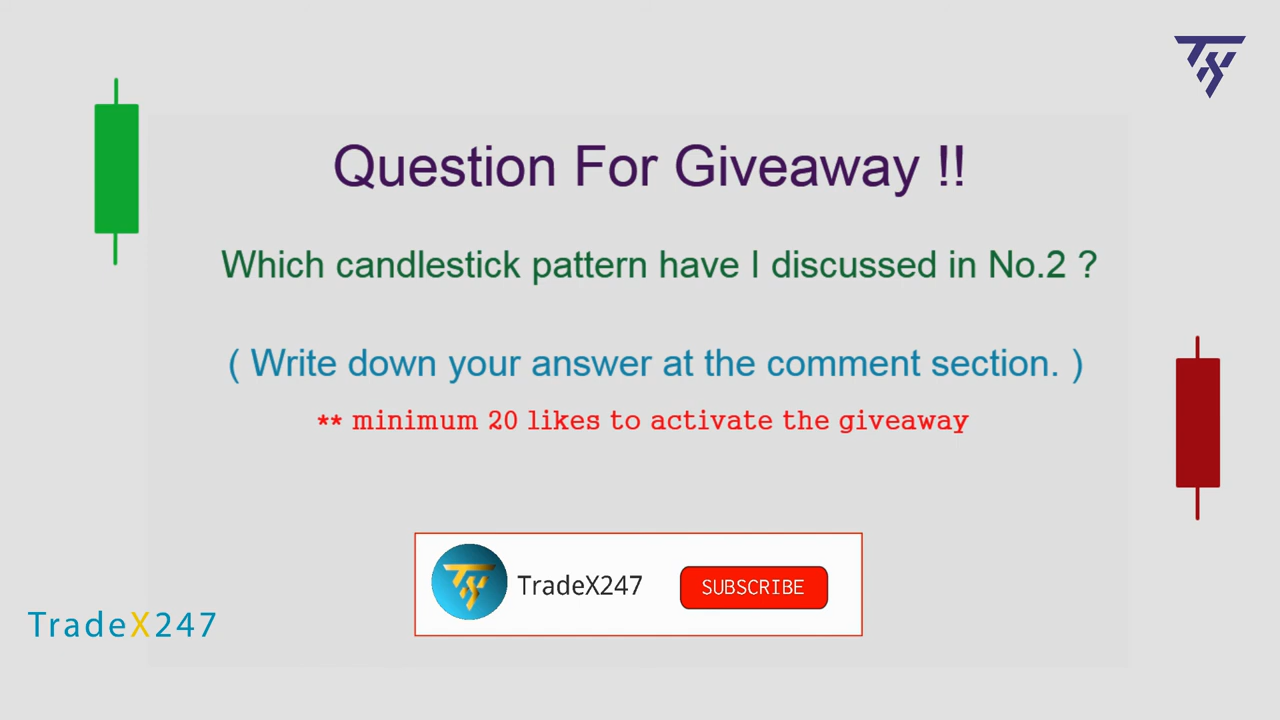 Question For Giveaway !!
Which candlestick pattern have I discussed in No.2 ?
( Write down your answer at the comment section. )
** minimum 20 likes to activate the giveaway
TradeX247
SUBSCRIBE
TradeX247